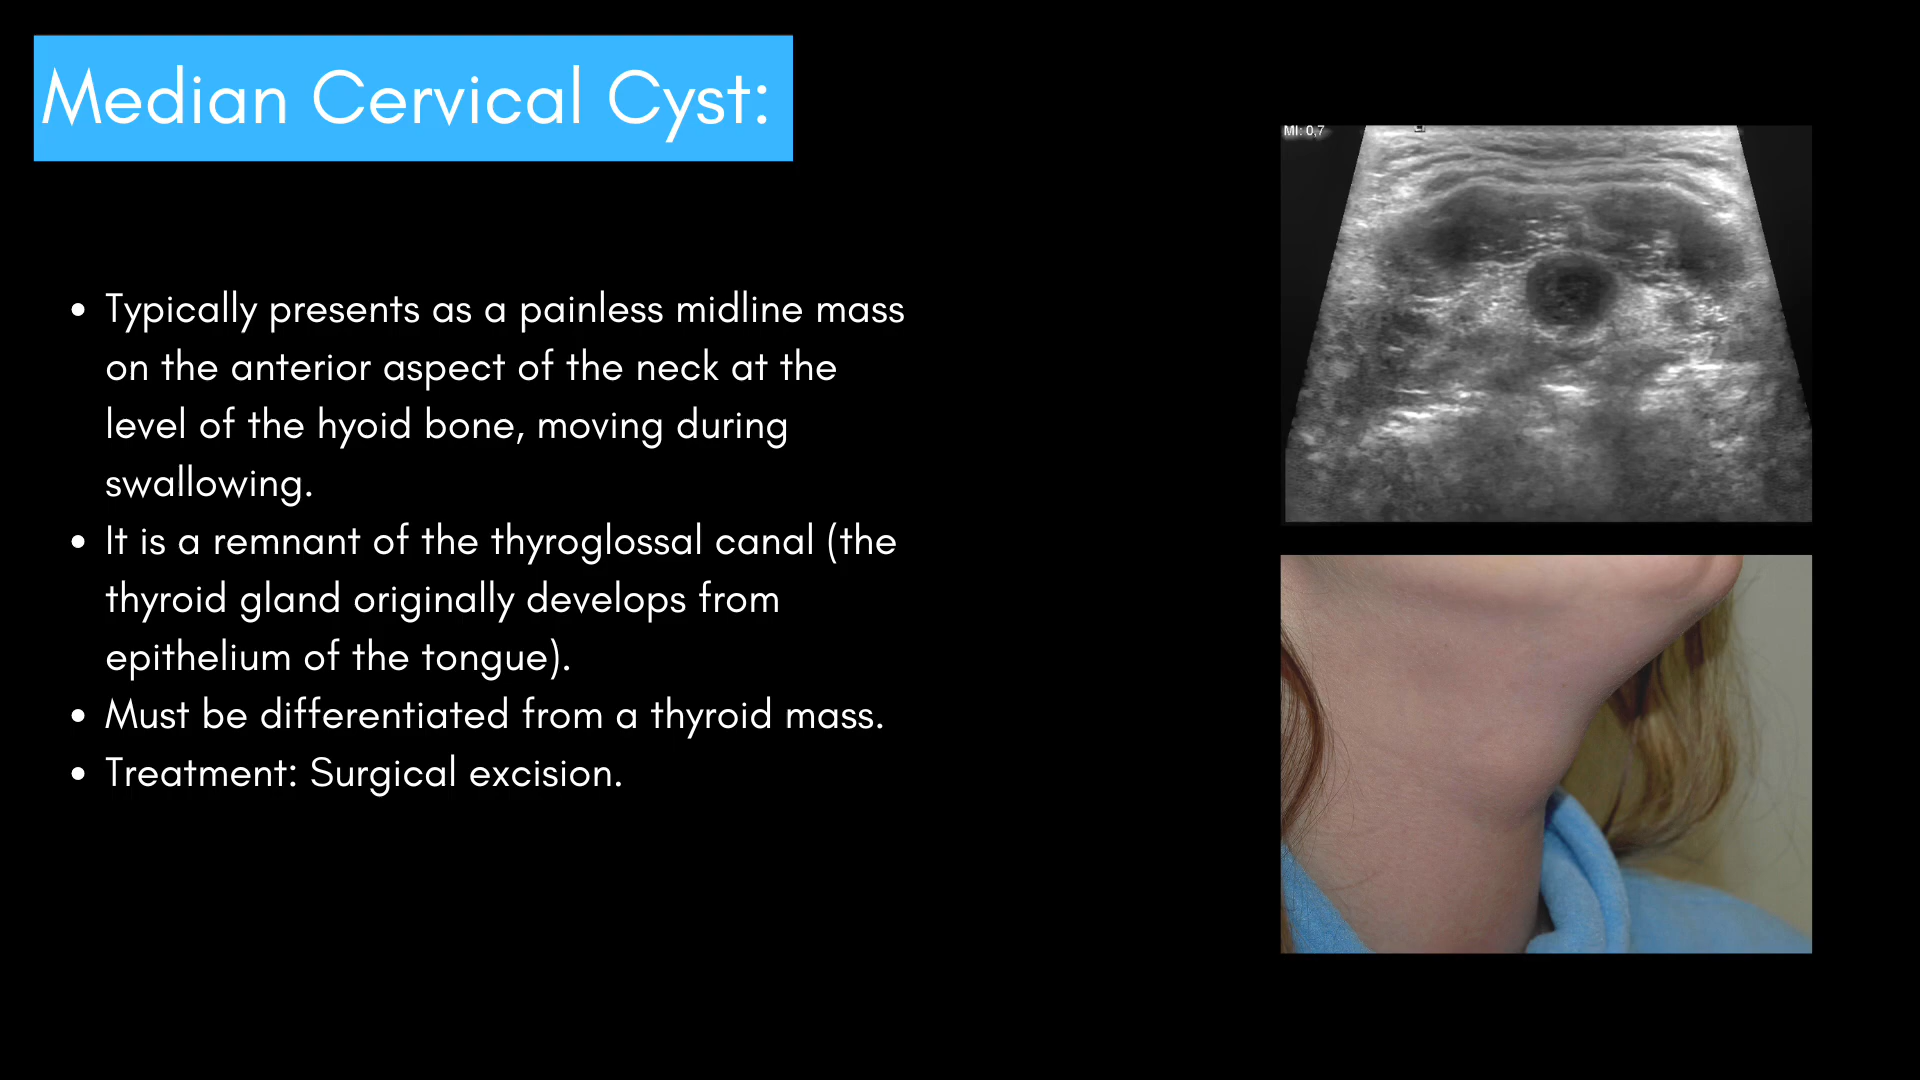 Median Cervical Cyst:
MI: 0,7
• Typically presents as a painless midline mass
on the anterior aspect of the neck at the
level of the hyoid bone, moving during
swallowing.
• It is a remnant of the thyroglossal canal (the
thyroid gland originally develops from
epithelium of the tongue).
• Must be differentiated from a thyroid mass.
• Treatment: Surgical excision.